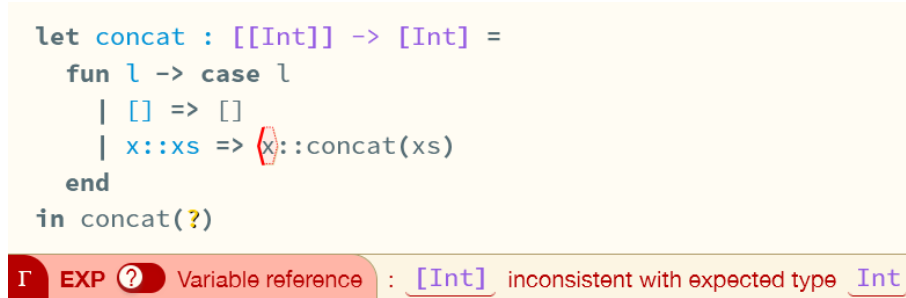 let concat : [[Int]] -> [Int] =
fun l -> case l
| [] => []
| x::xs => x::concat(xs)
end
in concat(?)
Γ EXP ? Variable reference : [Int] inconsistent with expected type Int